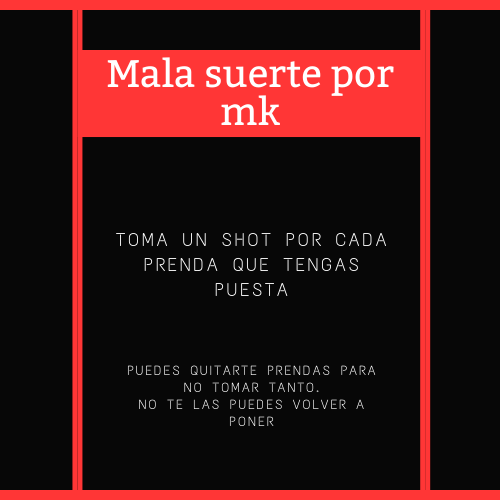 Mala suerte por
mk
TOMA UN SHOT POR CADA
PRENDA QUE TENGAS
PUESTA
PUEDES QUITARTE PRENDAS PARA
NO TOMAR TANTO.
NO TE LAS PUEDES VOLVER A
PONER